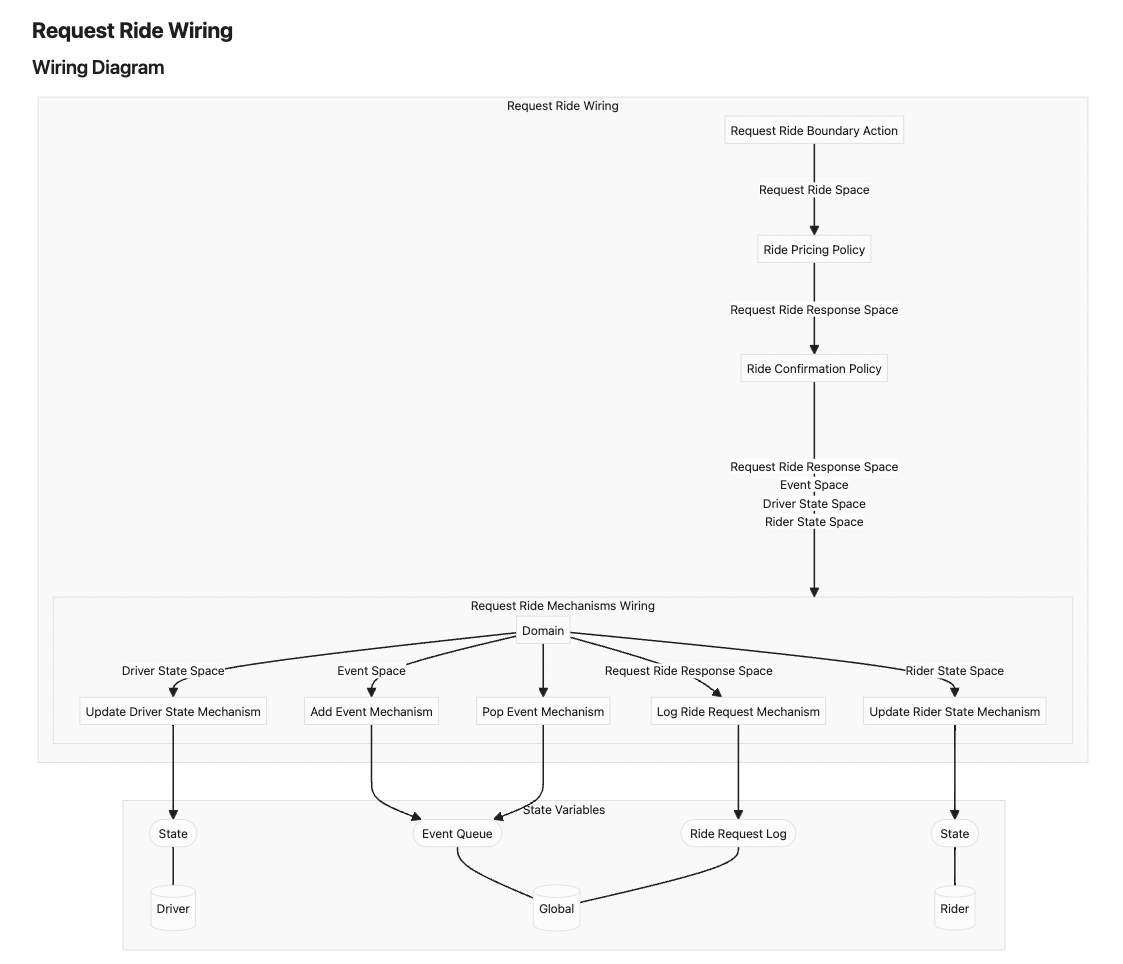 Request Ride Wiring
Wiring Diagram
Request Ride Wiring
Request Ride Boundary Action
Request Ride Space
Ride Pricing Policy
Request Ride Response Space
Ride Confirmation Policy
Request Ride Response Space
Event Space
Driver State Space
Rider State Space
Request Ride Mechanisms Wiring
Domain
Driver State Space
Event Space
Request Ride Response Space
Rider State Space
Update Driver State Mechanism
Add Event Mechanism
Pop Event Mechanism
Log Ride Request Mechanism
Update Rider State Mechanism
State Variables
State
Event Queue
Ride Request Log
State
Driver
Global
Rider